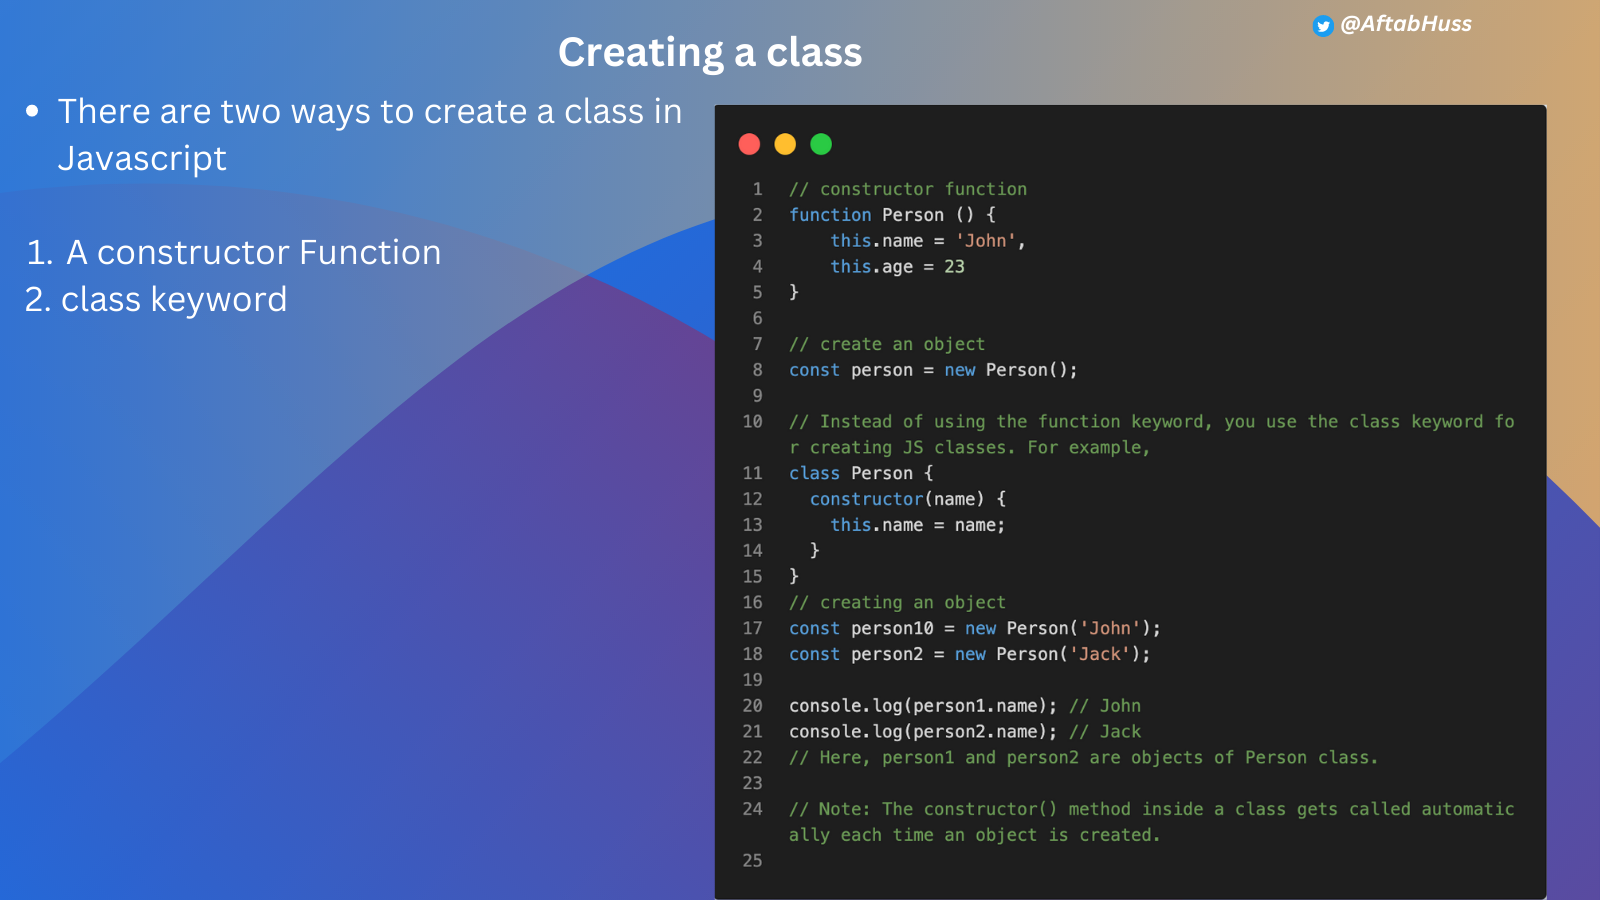 @AftabHuss
Creating a class
• There are two ways to create a class in
Javascript
1. A constructor Function
2. class keyword
1 // constructor function
2 function Person () {
3     this.name = 'John',
4     this.age = 23
5 }
6
7 // create an object
8 const person = new Person();
9
10 // Instead of using the function keyword, you use the class keyword fo
r creating JS classes. For example,
11 class Person {
12   constructor(name) {
13     this.name = name;
14   }
15 }
16 // creating an object
17 const person10 = new Person('John');
18 const person2 = new Person('Jack');
19
20 console.log(person1.name); // John
21 console.log(person2.name); // Jack
22 // Here, person1 and person2 are objects of Person class.
23
24 // Note: The constructor() method inside a class gets called automatic
ally each time an object is created.
25